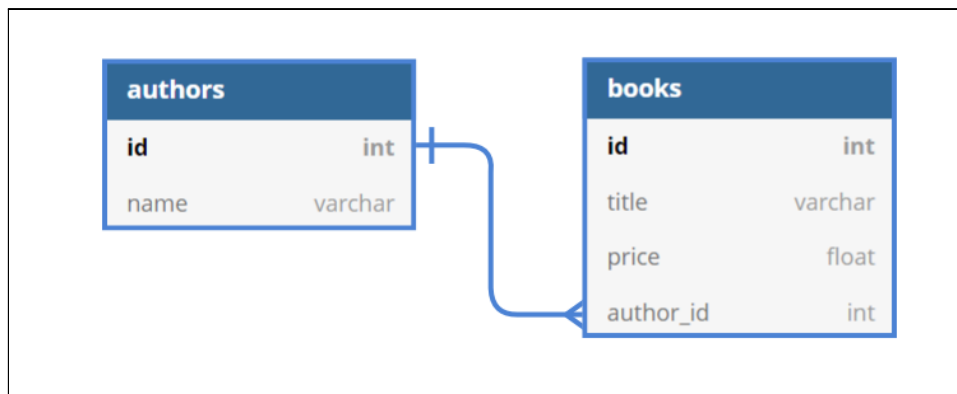 authors
id int
name varchar
books
id int
title varchar
price float
author_id int